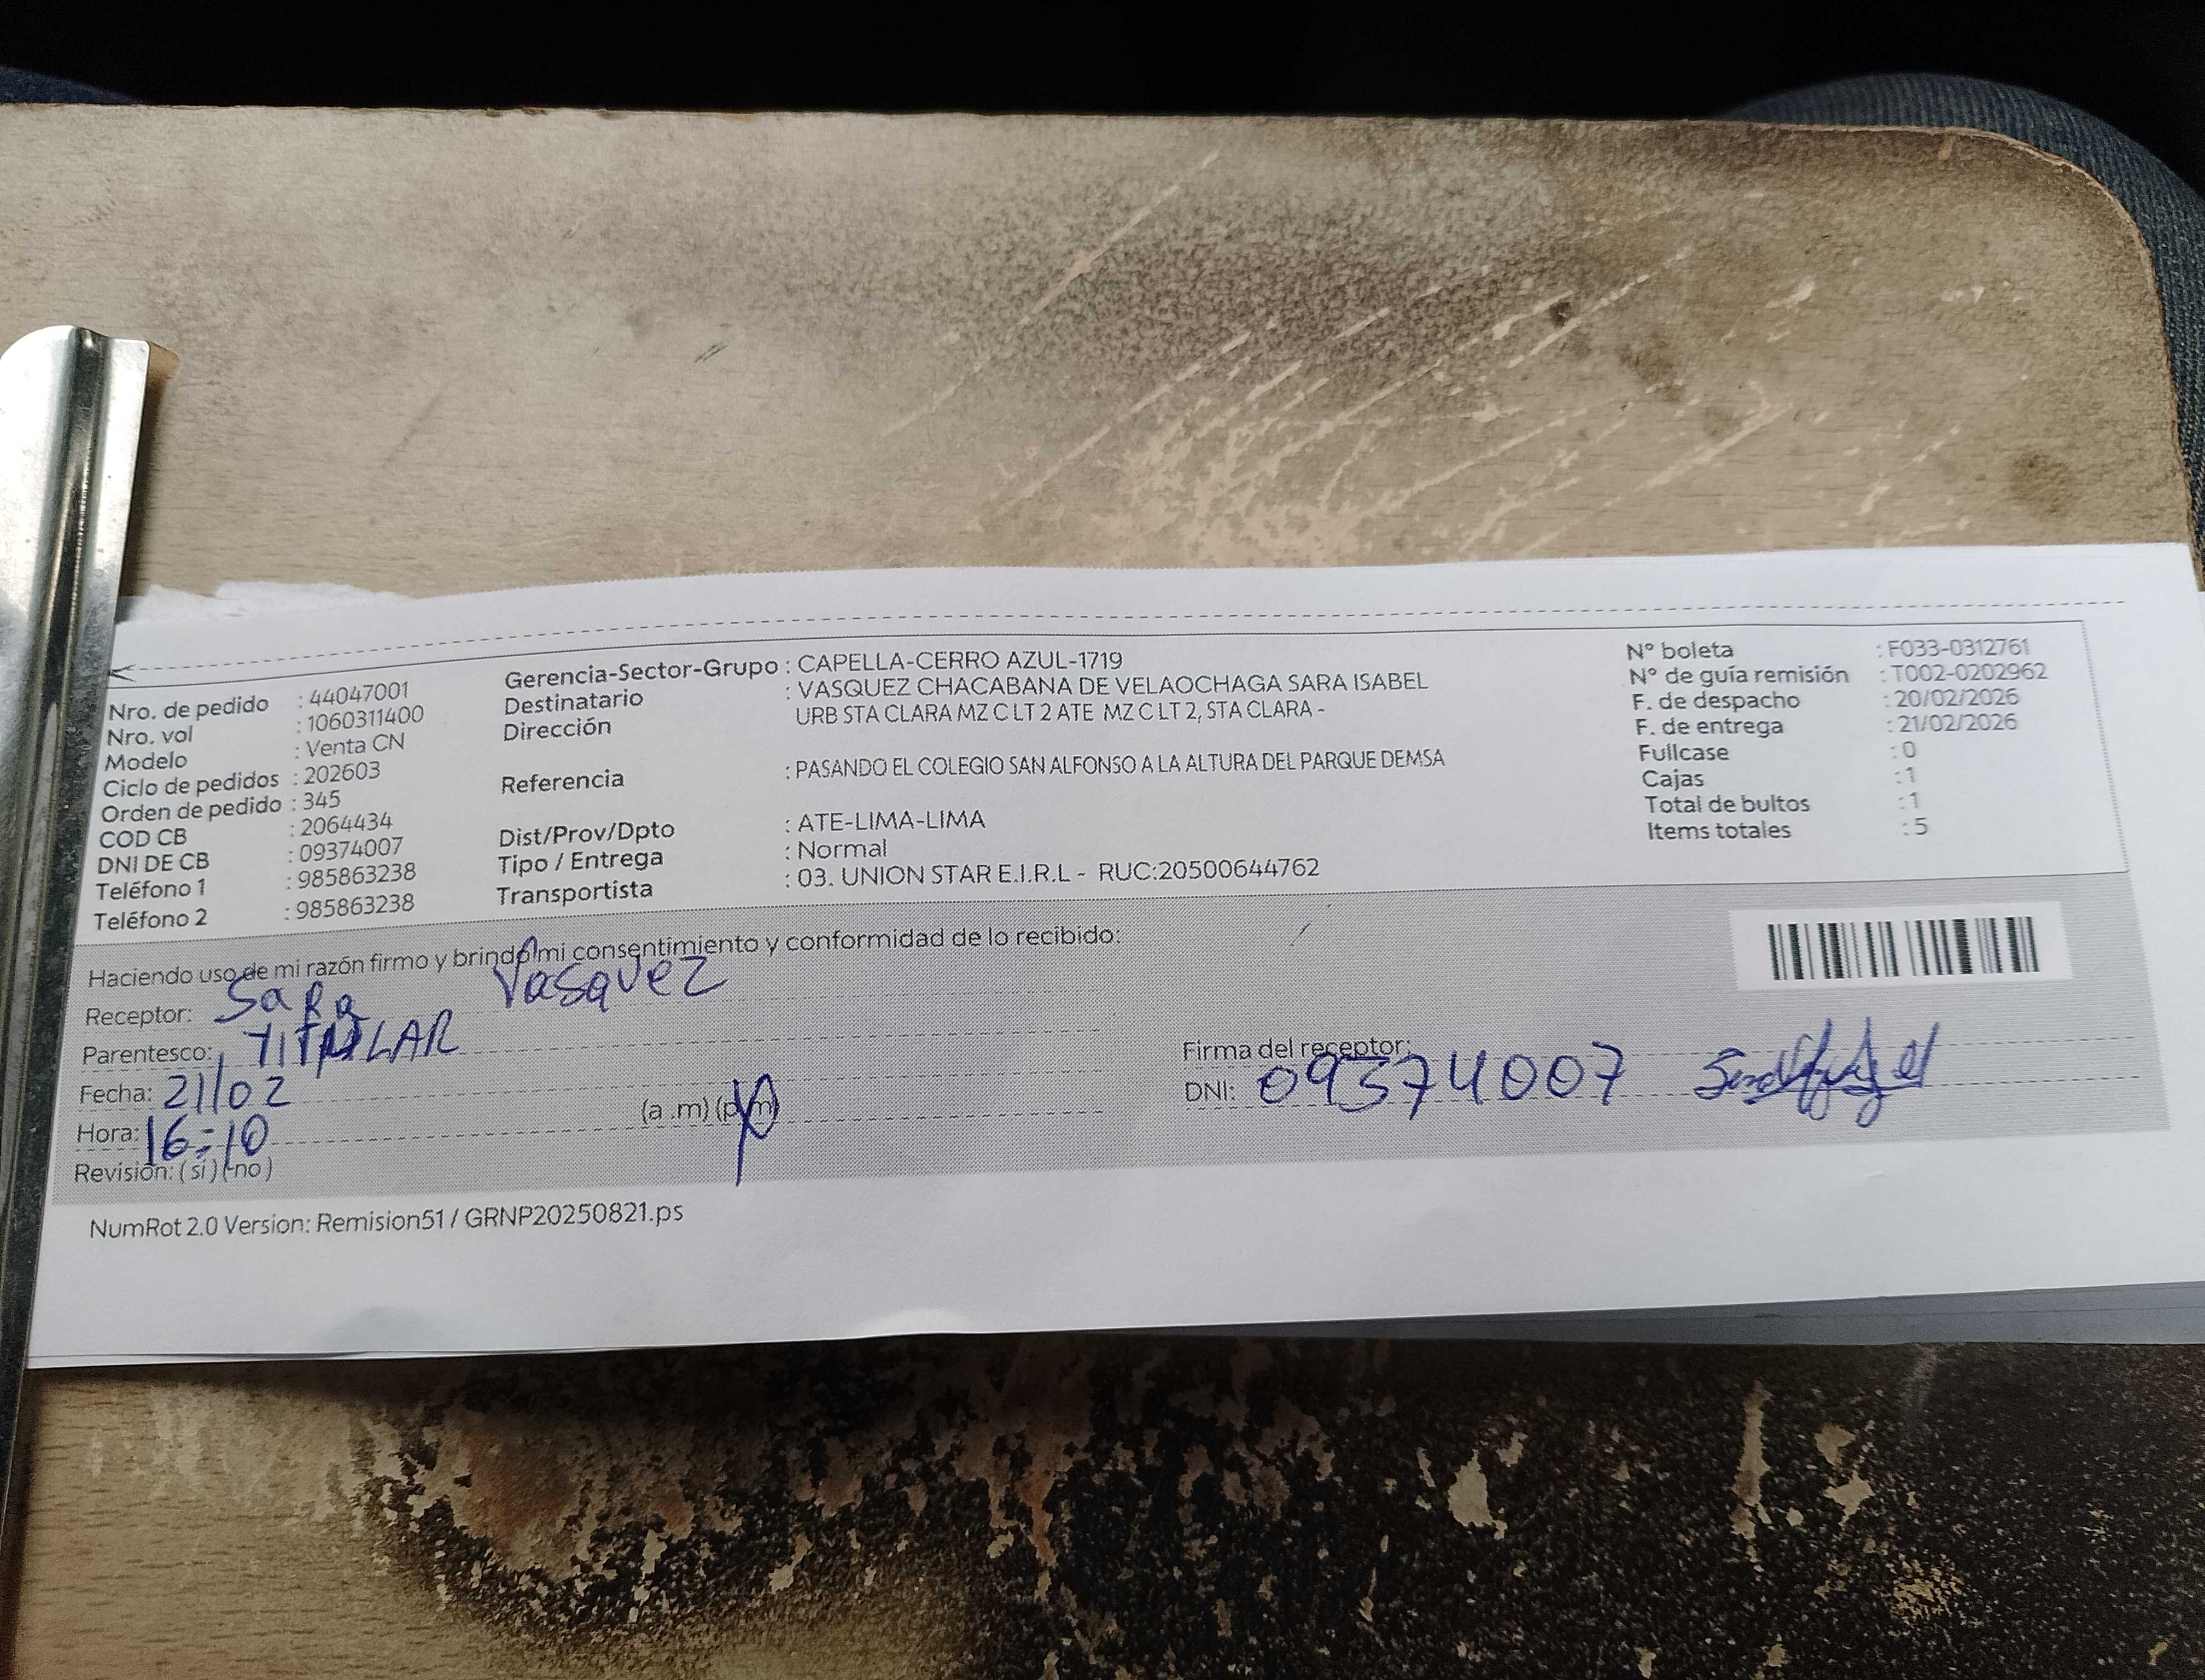 Nro. de pedido : 44047001
Nro. vol : 1060311400
Modelo : Venta CN
Ciclo de pedidos : 202603
Orden de pedido : 345
COD CB : 2064434
DNI DE CB : 09374007
Teléfono 1 : 985863238
Teléfono 2 : 985863238
Gerencia-Sector-Grupo : CAPELLA-CERRO AZUL-1719
Destinatario : VASQUEZ CHACABANA DE VELAOCHAGA SARA ISABEL
Dirección URB STA CLARA MZ C LT 2 ATE MZ C LT 2, STA CLARA -
Referencia : PASANDO EL COLEGIO SAN ALFONSO A LA ALTURA DEL PARQUE DEMSA
Dist/Prov/Dpto : ATE-LIMA-LIMA
Tipo / Entrega : Normal
Transportista : 03. UNION STAR E.I.R.L - RUC:20500644762
N° boleta : F033-0312761
N° de guía remisión : T002-0202962
F. de despacho : 20/02/2026
F. de entrega : 21/02/2026
Fullcase : 0
Cajas : 1
Total de bultos : 1
Items totales : 5
Haciendo uso de mi razón firmo y brindo mi consentimiento y conformidad de lo recibido:
Receptor: Sara Vasquez
Parentesco: TITULAR
Fecha: 21/02
Hora: 16:10 (a .m) (p.m)
Revisión: ( si ) ( no )
Firma del receptor:
DNI: 09374007
NumRot 2.0 Version: Remision51 / GRNP20250821.ps